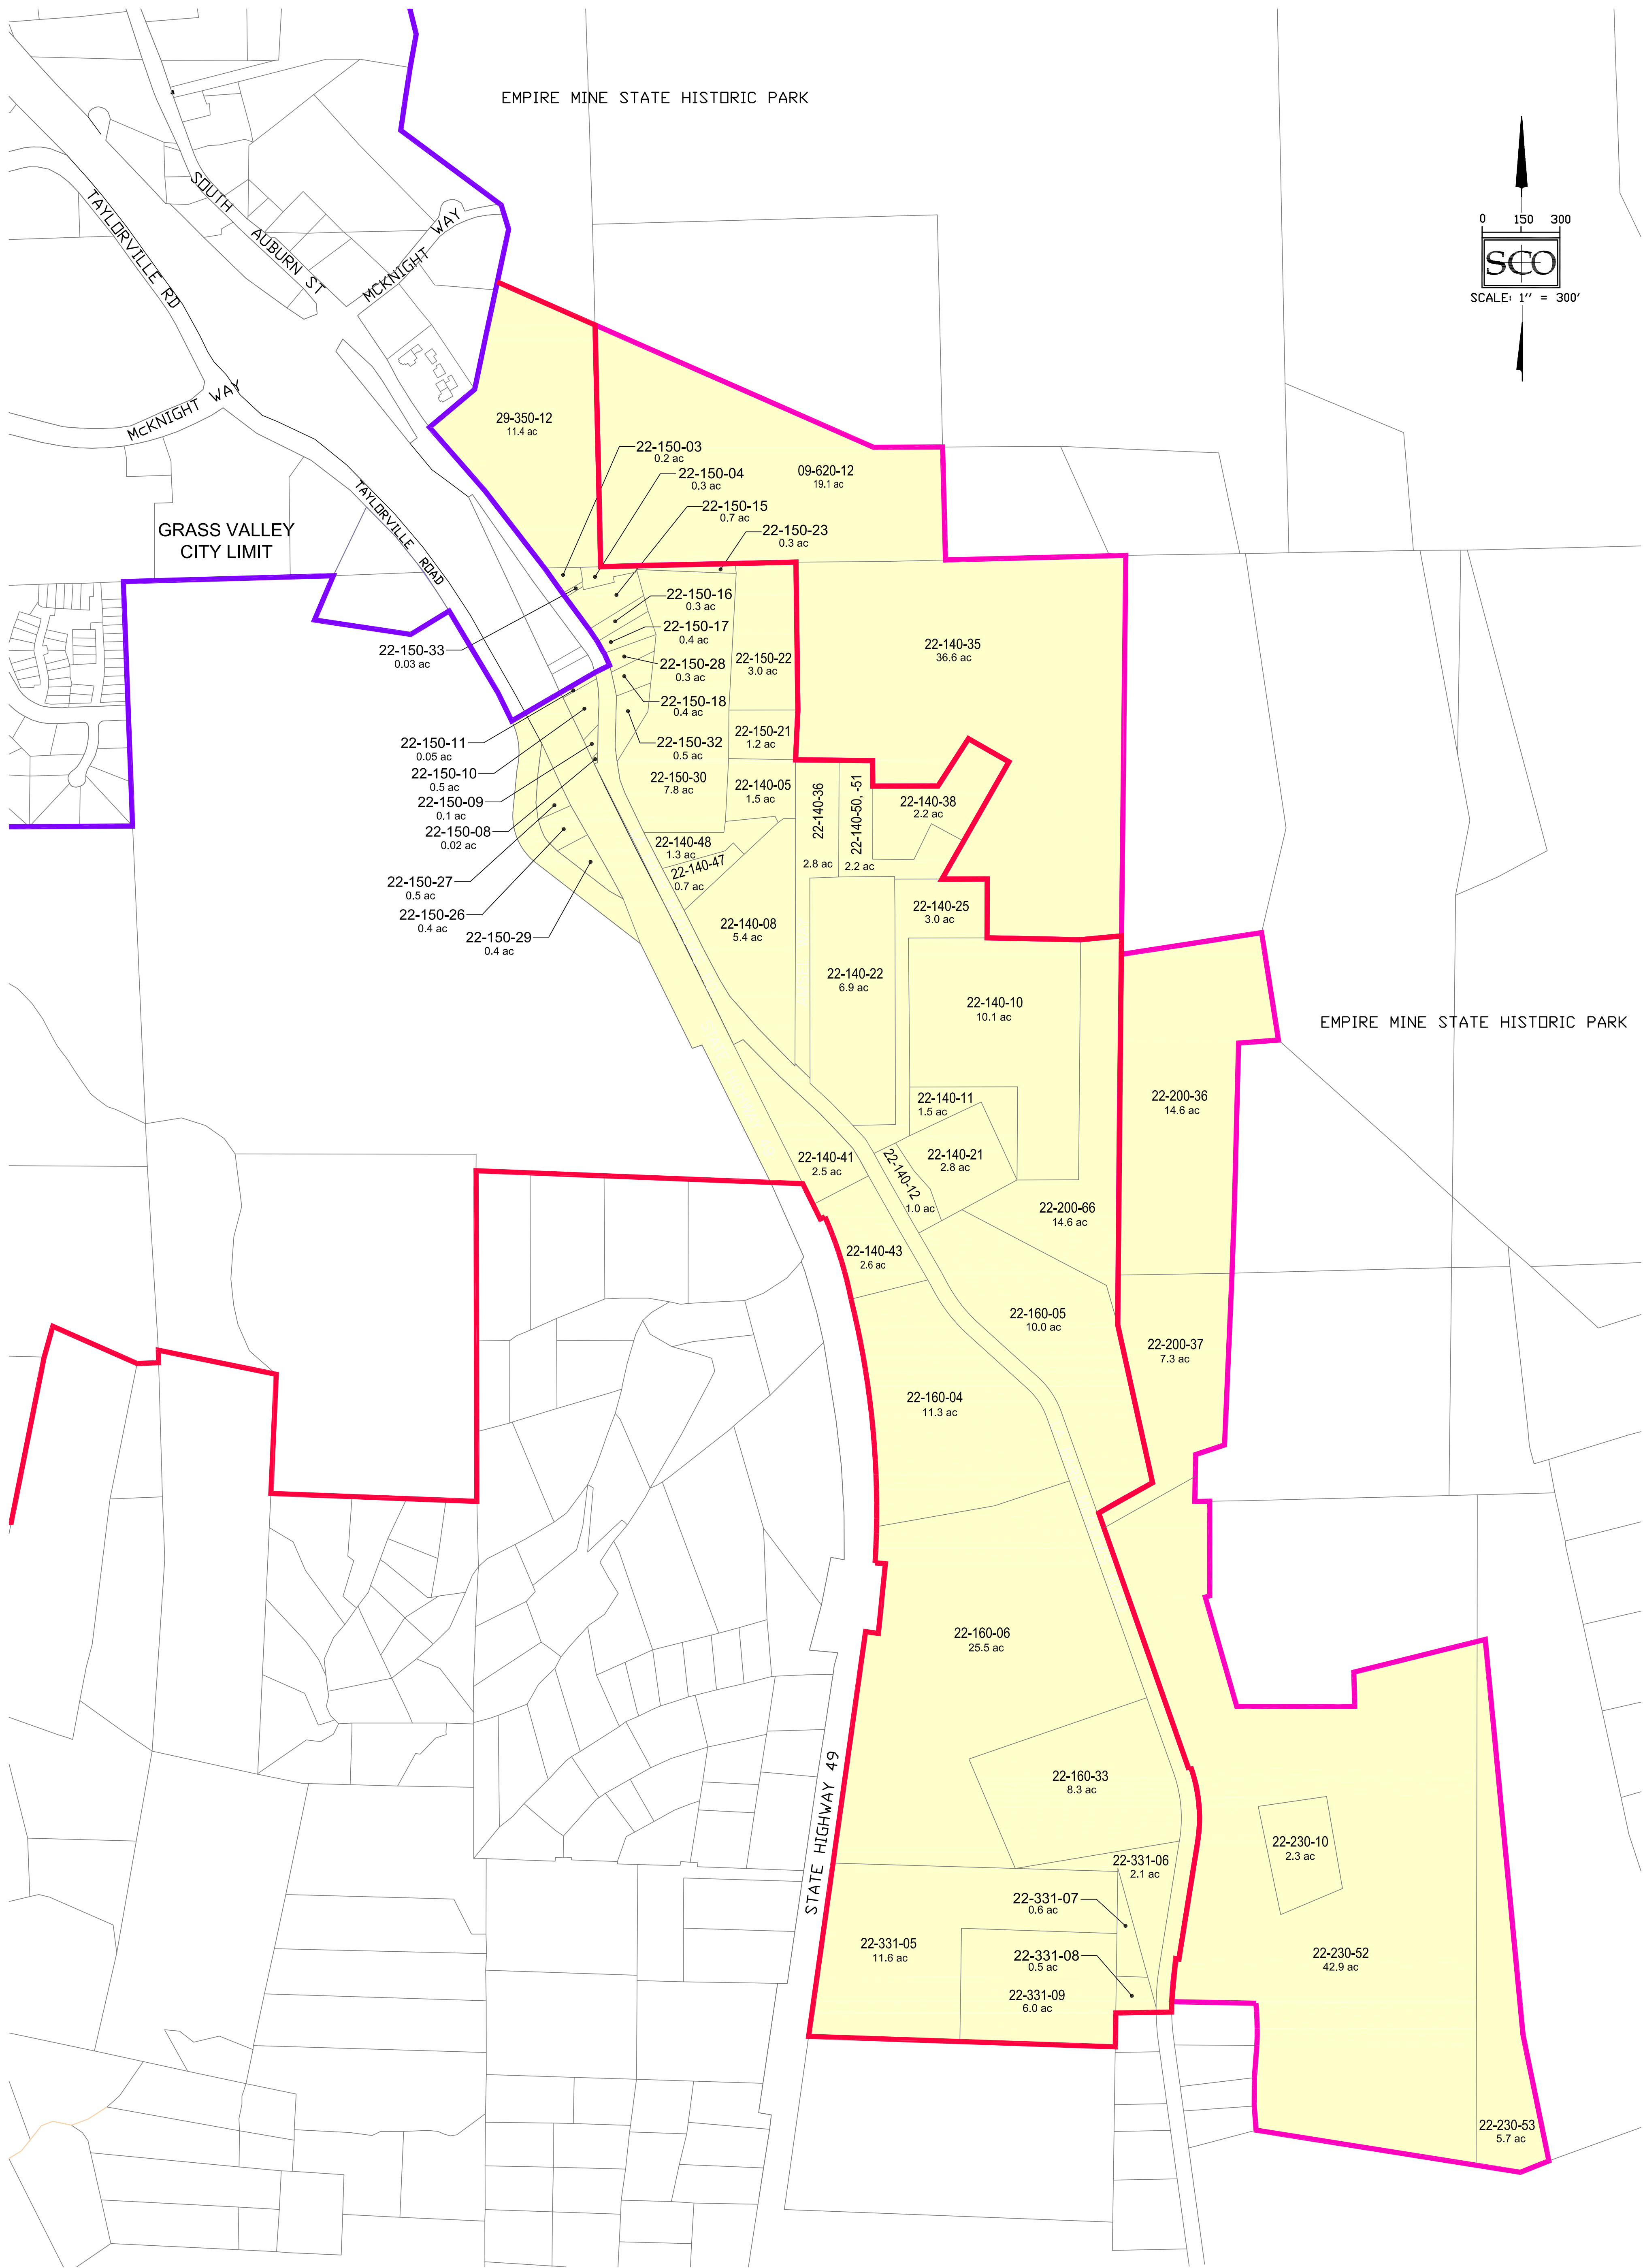 EMPIRE MINE STATE HISTORIC PARK
SOUTH AUBURN ST
TAYLORVILLE RD
MCKNIGHT WAY
0 150 300
SCO
SCALE: 1'' = 300'
McKNIGHT WAY
29-350-12
11.4 ac
22-150-03
0.2 ac
22-150-04
0.3 ac
09-620-12
19.1 ac
22-150-15
0.7 ac
22-150-23
0.3 ac
TAYLORVILLE ROAD
GRASS VALLEY
CITY LIMIT
22-150-16
0.3 ac
22-150-17
0.4 ac
22-150-33
0.03 ac
22-150-28
0.3 ac
22-150-22
3.0 ac
22-140-35
36.6 ac
22-150-18
0.4 ac
22-150-11
0.05 ac
22-150-32
0.5 ac
22-150-21
1.2 ac
22-150-10
0.5 ac
22-150-30
7.8 ac
22-140-05
1.5 ac
22-140-36
2.8 ac
22-140-50, -51
2.2 ac
22-140-38
2.2 ac
22-150-09
0.1 ac
22-150-08
0.02 ac
22-140-48
1.3 ac
22-140-47
0.7 ac
22-150-27
0.5 ac
22-150-26
0.4 ac
22-150-29
0.4 ac
22-140-08
5.4 ac
22-140-25
3.0 ac
22-140-22
6.9 ac
22-140-10
10.1 ac
EMPIRE MINE STATE HISTORIC PARK
22-140-11
1.5 ac
22-200-36
14.6 ac
22-140-41
2.5 ac
22-140-12
1.0 ac
22-140-21
2.8 ac
22-200-66
14.6 ac
22-140-43
2.6 ac
22-160-05
10.0 ac
22-200-37
7.3 ac
22-160-04
11.3 ac
22-160-06
25.5 ac
STATE HIGHWAY 49
22-160-33
8.3 ac
22-230-10
2.3 ac
22-331-06
2.1 ac
22-331-07
0.6 ac
22-331-05
11.6 ac
22-331-08
0.5 ac
22-331-09
6.0 ac
22-230-52
42.9 ac
22-230-53
5.7 ac